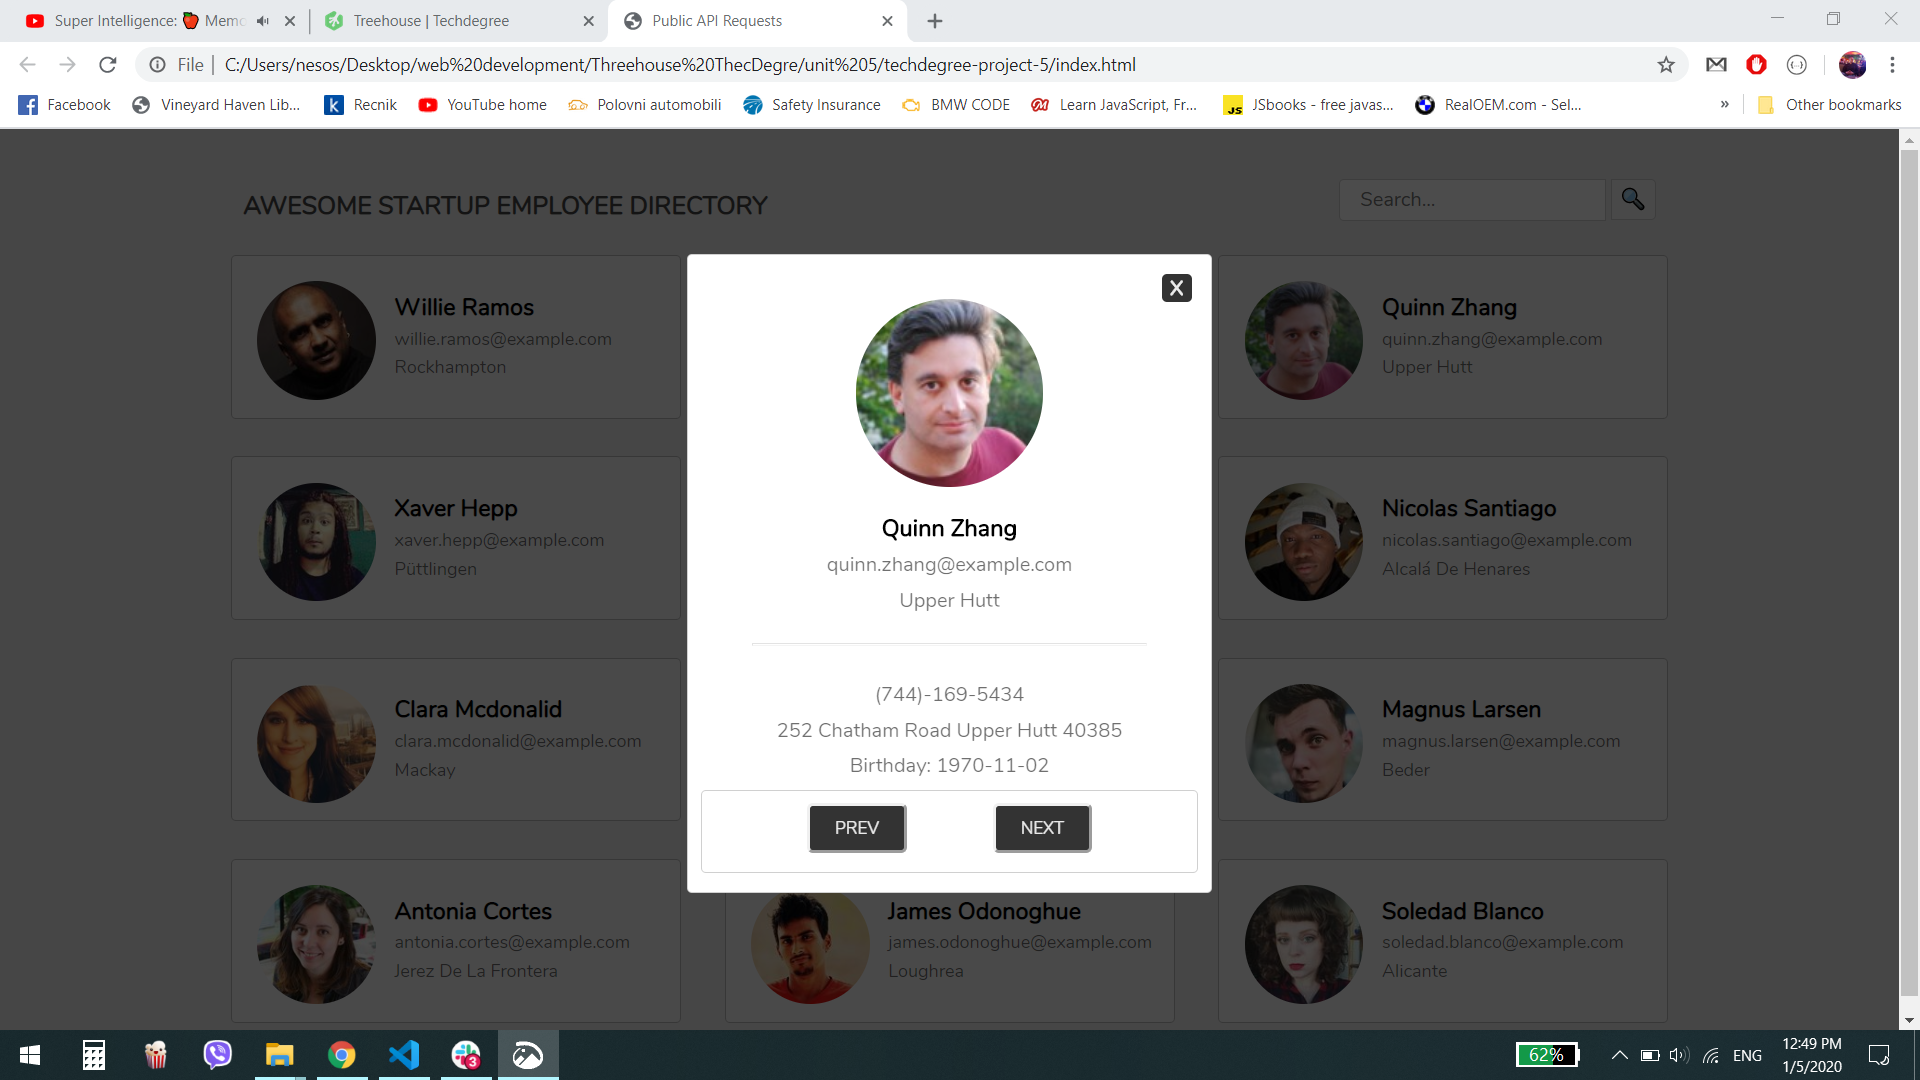 Super Intelligence: 🍎 Memo
Treehouse | Techdegree
Public API Requests
File | C:/Users/nesos/Desktop/web%20development/Threehouse%20ThecDegre/unit%205/techdegree-project-5/index.html
Facebook
Vineyard Haven Lib...
Recnik
YouTube home
Polovni automobili
Safety Insurance
BMW CODE
Learn JavaScript, Fr...
JSbooks - free javas...
RealOEM.com - Sel...
»
Other bookmarks
AWESOME STARTUP EMPLOYEE DIRECTORY
Search...
Willie Ramos
willie.ramos@example.com
Rockhampton
Quinn Zhang
quinn.zhang@example.com
Upper Hutt
Xaver Hepp
xaver.hepp@example.com
Püttlingen
Nicolas Santiago
nicolas.santiago@example.com
Alcalá De Henares
Clara Mcdonalid
clara.mcdonalid@example.com
Mackay
Magnus Larsen
magnus.larsen@example.com
Beder
Antonia Cortes
antonia.cortes@example.com
Jerez De La Frontera
James Odonoghue
james.odonoghue@example.com
Loughrea
Soledad Blanco
soledad.blanco@example.com
Alicante
X
Quinn Zhang
quinn.zhang@example.com
Upper Hutt
(744)-169-5434
252 Chatham Road Upper Hutt 40385
Birthday: 1970-11-02
PREV
NEXT
3
62%
ENG
12:49 PM
1/5/2020